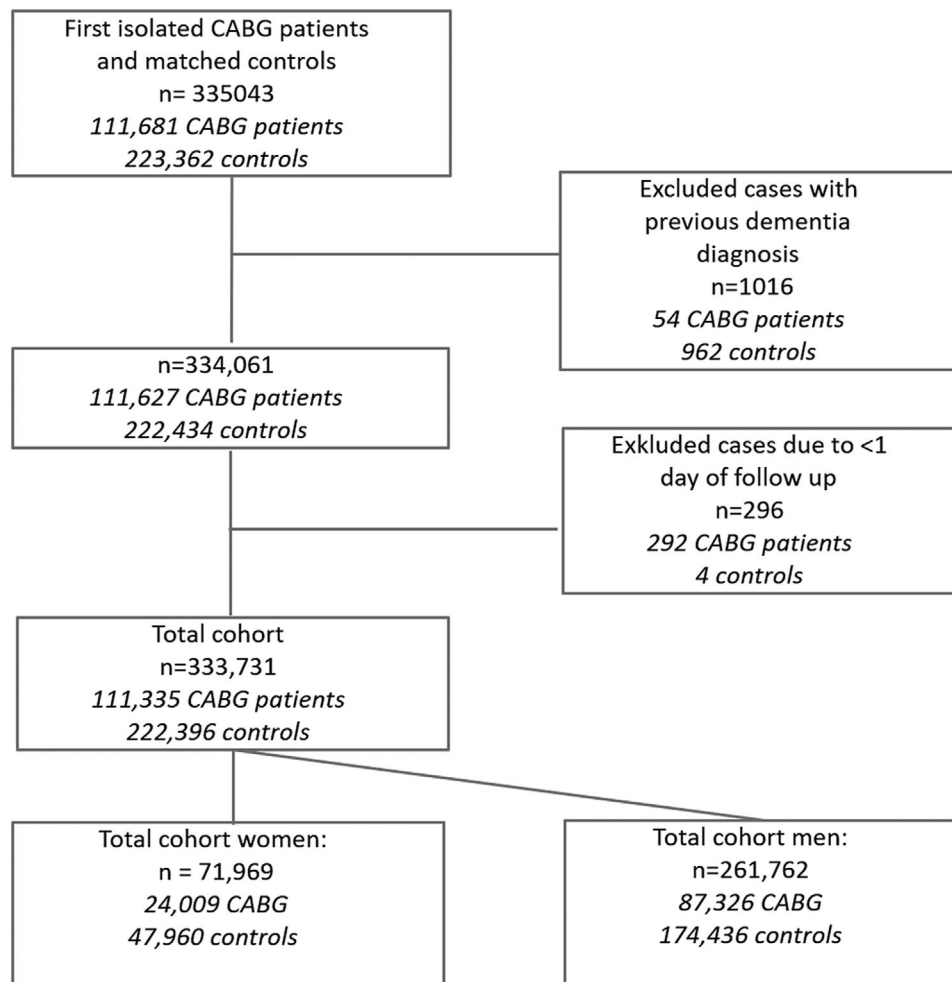 First isolated CABG patients
and matched controls
n= 335043
111,681 CABG patients
223,362 controls
Excluded cases with
previous dementia
diagnosis
n=1016
54 CABG patients
962 controls
n=334,061
111,627 CABG patients
222,434 controls
Exkluded cases due to <1
day of follow up
n=296
292 CABG patients
4 controls
Total cohort
n=333,731
111,335 CABG patients
222,396 controls
Total cohort women:
n = 71,969
24,009 CABG
47,960 controls
Total cohort men:
n=261,762
87,326 CABG
174,436 controls